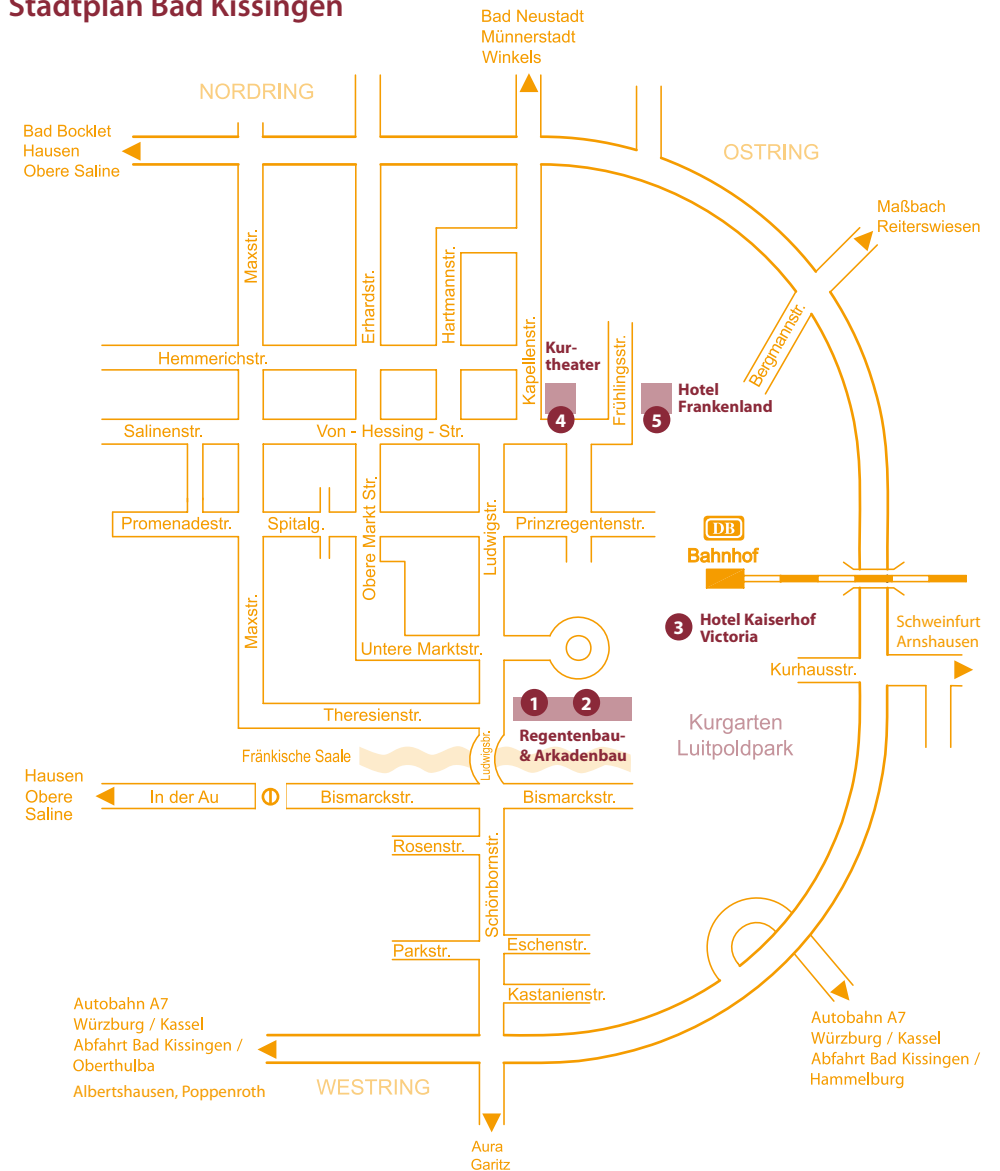 Stadtplan Bad Kissingen
Bad Neustadt
Münnerstadt
Winkels
NORDRING
Bad Bocklet
Hausen
Obere Saline
OSTRING
Maßbach
Reiterswiesen
Maxstr.
Erhardstr.
Hartmannstr.
Kapellenstr.
Frühlingsstr.
Bergmannstr.
Hemmerichstr.
Kur-
theater
4
Hotel
Frankenland
5
Salinenstr.
Von - Hessing - Str.
Promenadestr.
Spitalg.
Obere Markt Str.
Ludwigstr.
Prinzregentenstr.
DB
Bahnhof
Maxstr.
3
Hotel Kaiserhof
Victoria
Schweinfurt
Arnshausen
Untere Marktstr.
Kurhausstr.
Theresienstr.
1
2
Regentenbau-
& Arkadenbau
Kurgarten
Luitpoldpark
Fränkische Saale
Ludwigsbr.
Hausen
Obere
Saline
In der Au
Bismarckstr.
Bismarckstr.
Rosenstr.
Schönbornstr.
Parkstr.
Eschenstr.
Kastanienstr.
Autobahn A7
Würzburg / Kassel
Abfahrt Bad Kissingen /
Oberthulba
Albertshausen, Poppenroth
WESTRING
Autobahn A7
Würzburg / Kassel
Abfahrt Bad Kissingen /
Hammelburg
Aura
Garitz